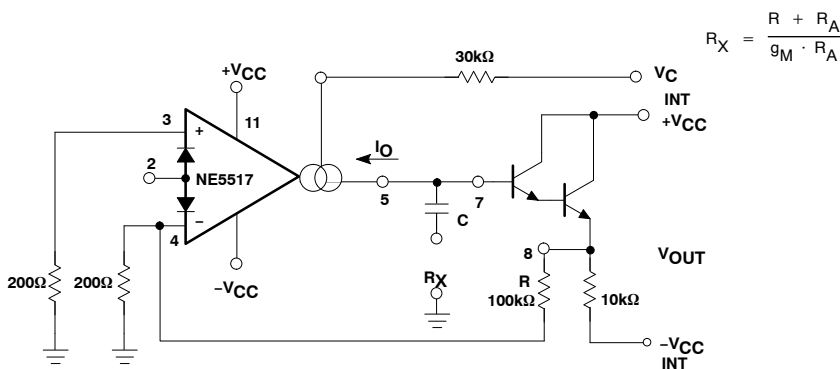 R + R_A
R_X = 
g_M · R_A
30kΩ
V_C
+V_CC
INT
+V_CC
3
+
11
I_O
2
NE5517
5
7
C
4
−
−V_CC
8
V_OUT
200Ω
200Ω
R_X
R
100kΩ
10kΩ
−V_CC
INT